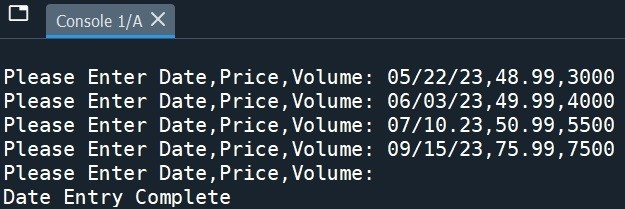 Console 1/A
Please Enter Date,Price,Volume: 05/22/23,48.99,3000
Please Enter Date,Price,Volume: 06/03/23,49.99,4000
Please Enter Date,Price,Volume: 07/10.23,50.99,5500
Please Enter Date,Price,Volume: 09/15/23,75.99,7500
Please Enter Date,Price,Volume:
Date Entry Complete